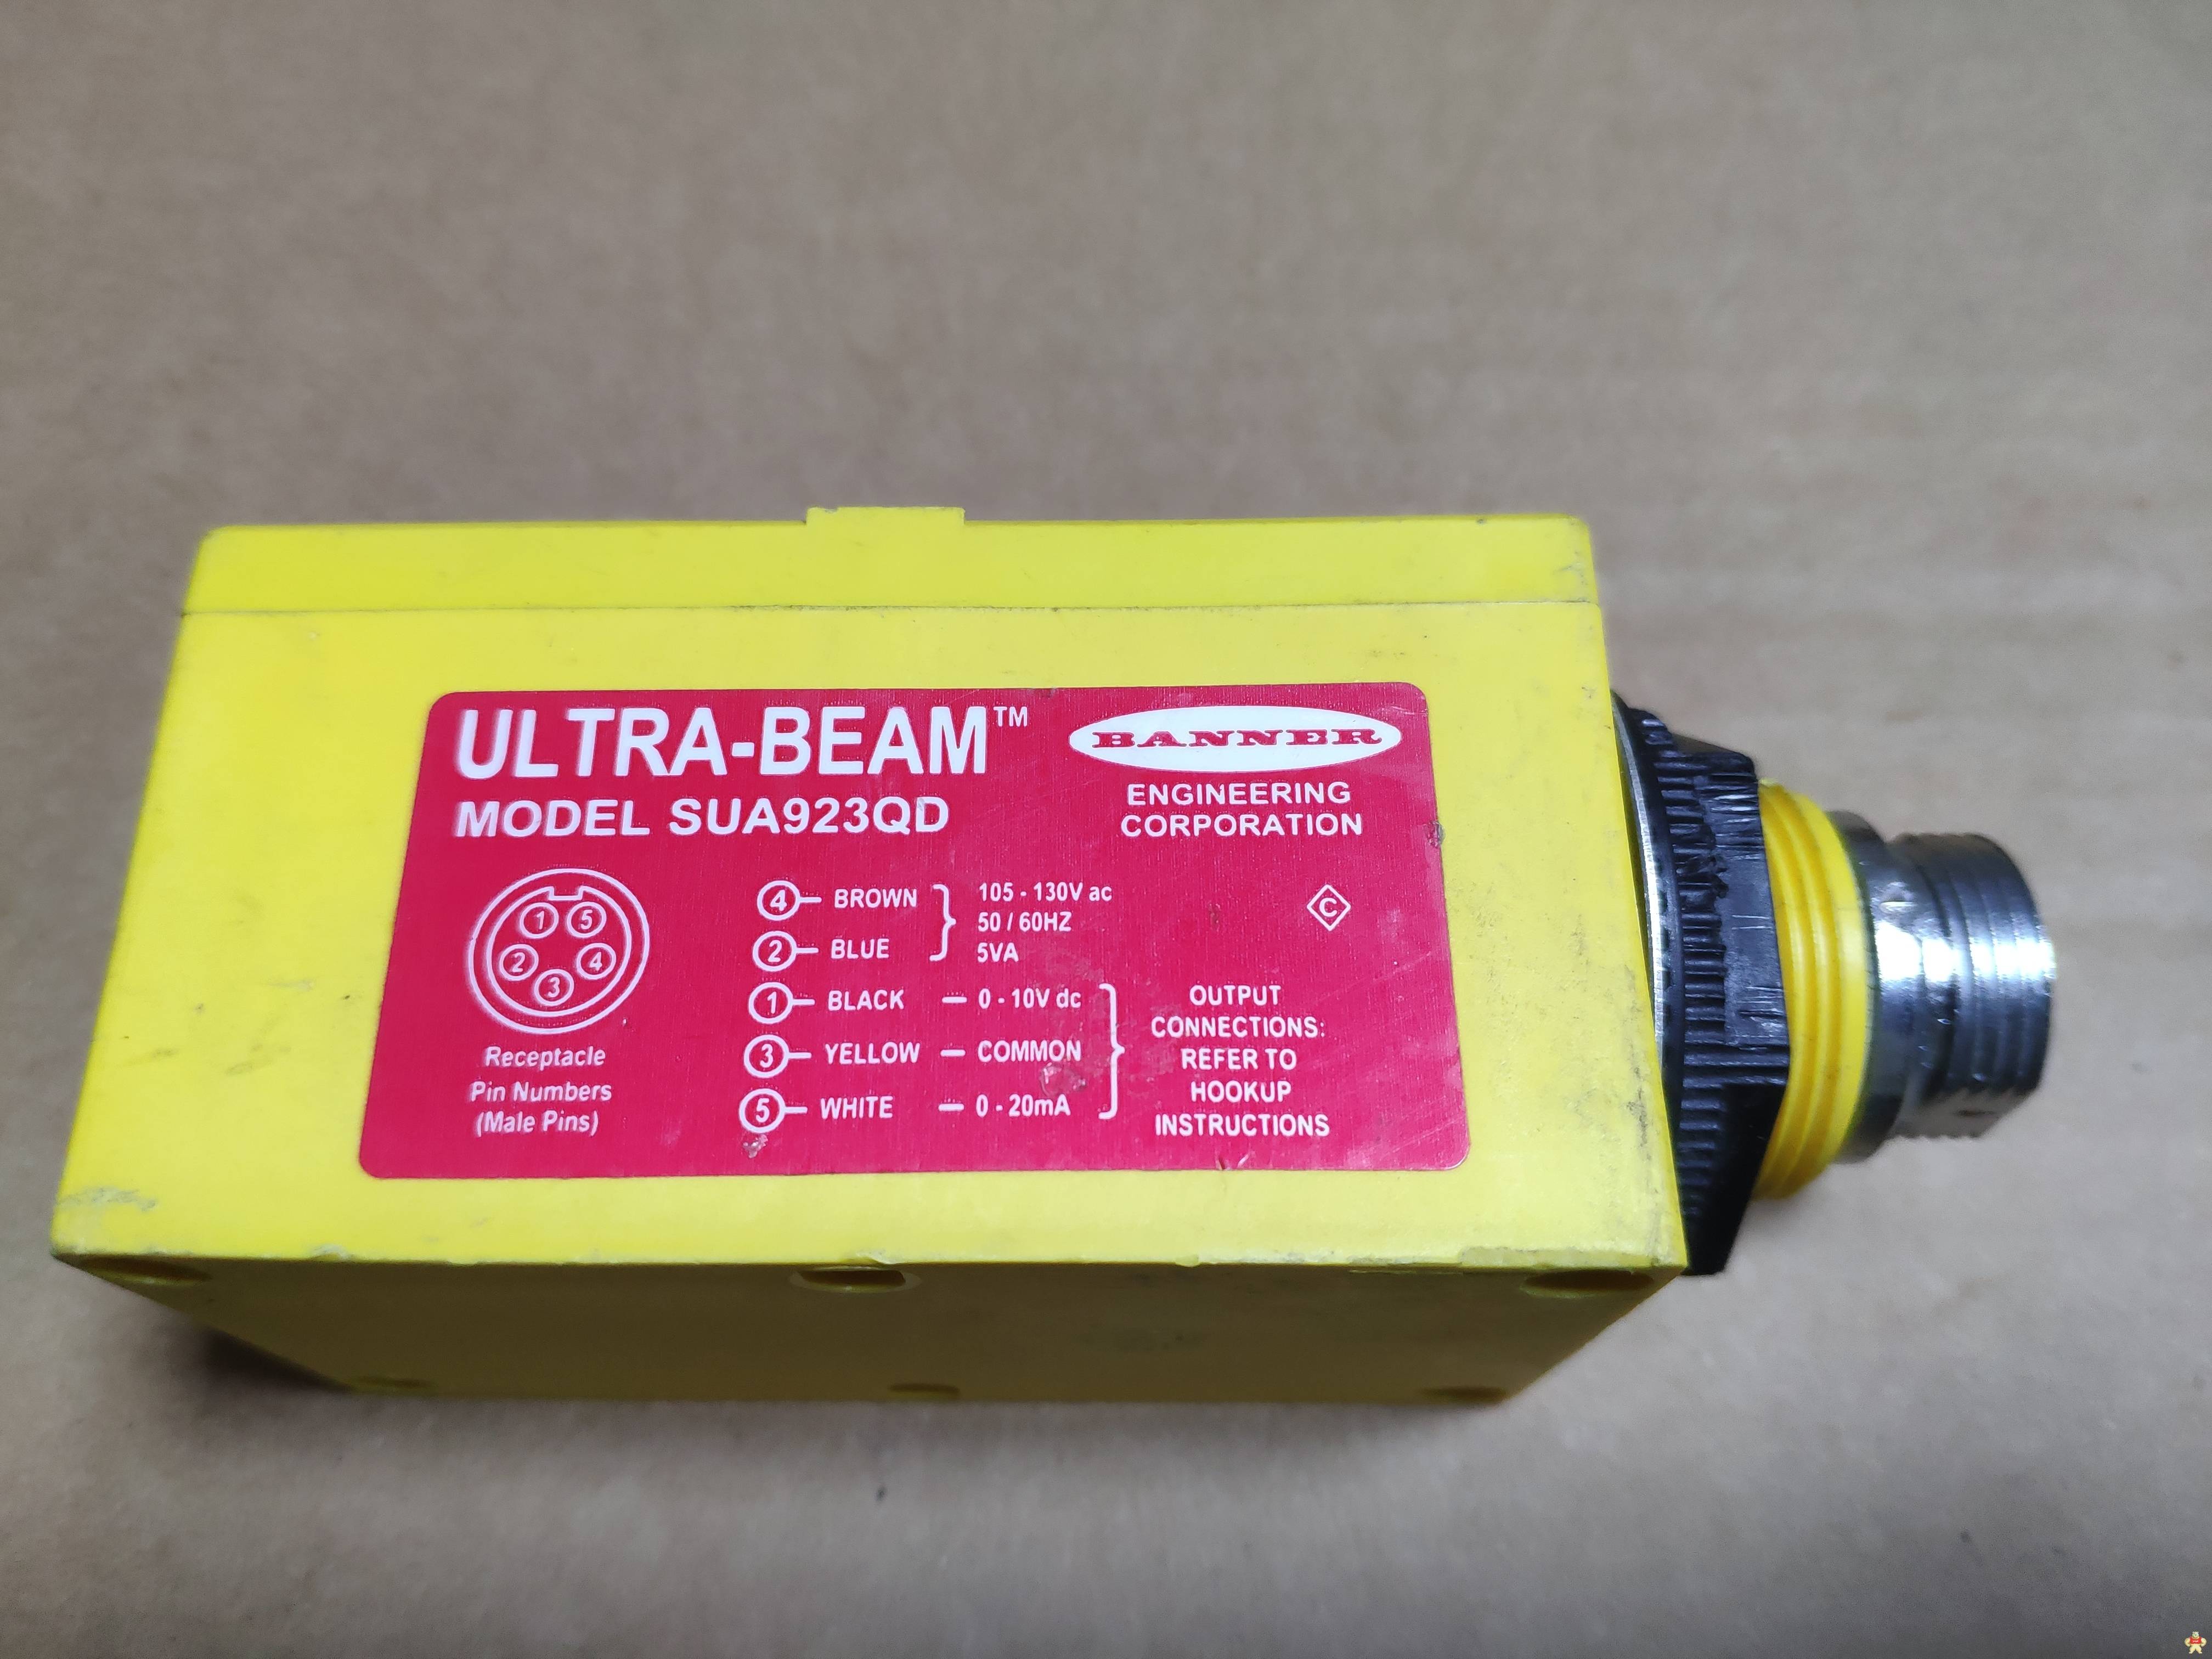 ULTRA-BEAM™
BANNER
MODEL SUA923QD
ENGINEERING
CORPORATION
1 5
2 4
3
Receptacle
Pin Numbers
(Male Pins)
4 BROWN 105 - 130V ac
50 / 60HZ
2 BLUE 5VA
1 BLACK — 0 - 10V dc
3 YELLOW — COMMON
5 WHITE — 0 - 20mA
C
OUTPUT
CONNECTIONS:
REFER TO
HOOKUP
INSTRUCTIONS